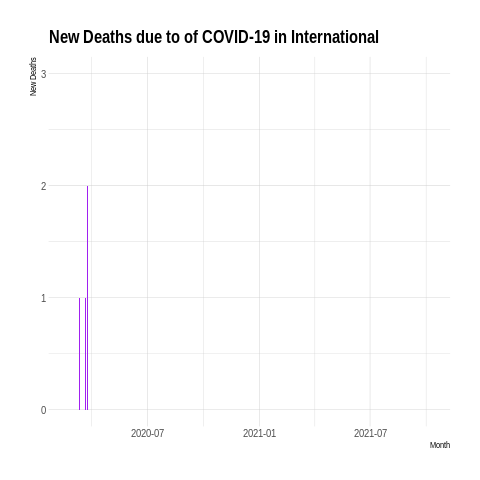 New Deaths due to of COVID-19 in International
New Deaths
3
2
1
0
2020-07
2021-01
2021-07
Month